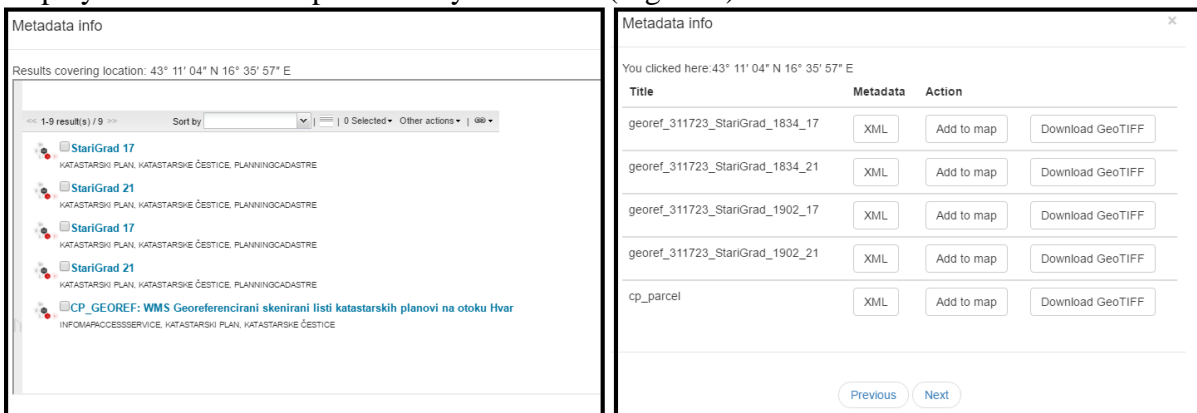 Metadata info
Results covering location: 43° 11' 04" N 16° 35' 57" E
<< 1-9 result(s) / 9 >> Sort by | | 0 Selected Other actions |
StariGrad 17
KATASTARSKI PLAN, KATASTARSKE ČESTICE, PLANNINGCADASTRE
StariGrad 21
KATASTARSKI PLAN, KATASTARSKE ČESTICE, PLANNINGCADASTRE
StariGrad 17
KATASTARSKI PLAN, KATASTARSKE ČESTICE, PLANNINGCADASTRE
StariGrad 21
KATASTARSKI PLAN, KATASTARSKE ČESTICE, PLANNINGCADASTRE
CP_GEOREF: WMS Georeferencirani skenirani listi katastarskih planovi na otoku Hvar
INFOMAPACCESSSERVICE, KATASTARSKI PLAN, KATASTARSKE ČESTICE
Metadata info ×
You clicked here:43° 11' 04" N 16° 35' 57" E
Title Metadata Action
georef_311723_StariGrad_1834_17 XML Add to map Download GeoTIFF
georef_311723_StariGrad_1834_21 XML Add to map Download GeoTIFF
georef_311723_StariGrad_1902_17 XML Add to map Download GeoTIFF
georef_311723_StariGrad_1902_21 XML Add to map Download GeoTIFF
cp_parcel XML Add to map Download GeoTIFF
Previous Next